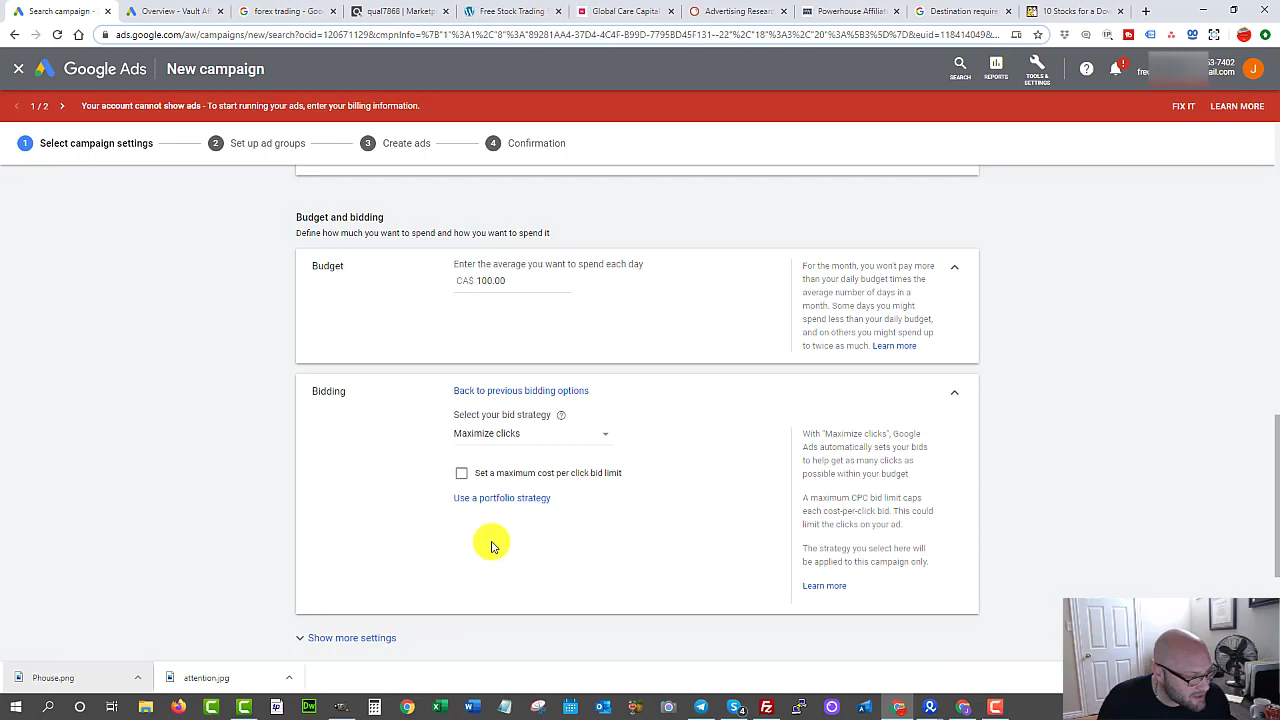 Search campaign -
Overview - Vault Af
forex trading - Goo
qual7868 | Marketp
Free Stock Trading
Global Care Capital
Advertising Resear
Powerhouse Affiliat
Destination require
10 Stocks for a Dow
Google Ads New campaign
SEARCH
REPORTS
TOOLS & SETTINGS
53-7402
J
1 / 2 Your account cannot show ads - To start running your ads, enter your billing information. FIX IT LEARN MORE
1 Select campaign settings 2 Set up ad groups 3 Create ads 4 Confirmation
Budget and bidding
Define how much you want to spend and how you want to spend it
Budget
Enter the average you want to spend each day
CA$ 100.00
For the month, you won't pay more
than your daily budget times the
average number of days in a
month. Some days you might
spend less than your daily budget,
and on others you might spend up
to twice as much. Learn more
Bidding
Back to previous bidding options
Select your bid strategy
Maximize clicks
Set a maximum cost per click bid limit
Use a portfolio strategy
With "Maximize clicks", Google
Ads automatically sets your bids
to help get as many clicks as
possible within your budget
A maximum CPC bid limit caps
each cost-per-click bid. This could
limit the clicks on your ad.
The strategy you select here will
be applied to this campaign only.
Learn more
Show more settings
Phouse.png
attention.jpg